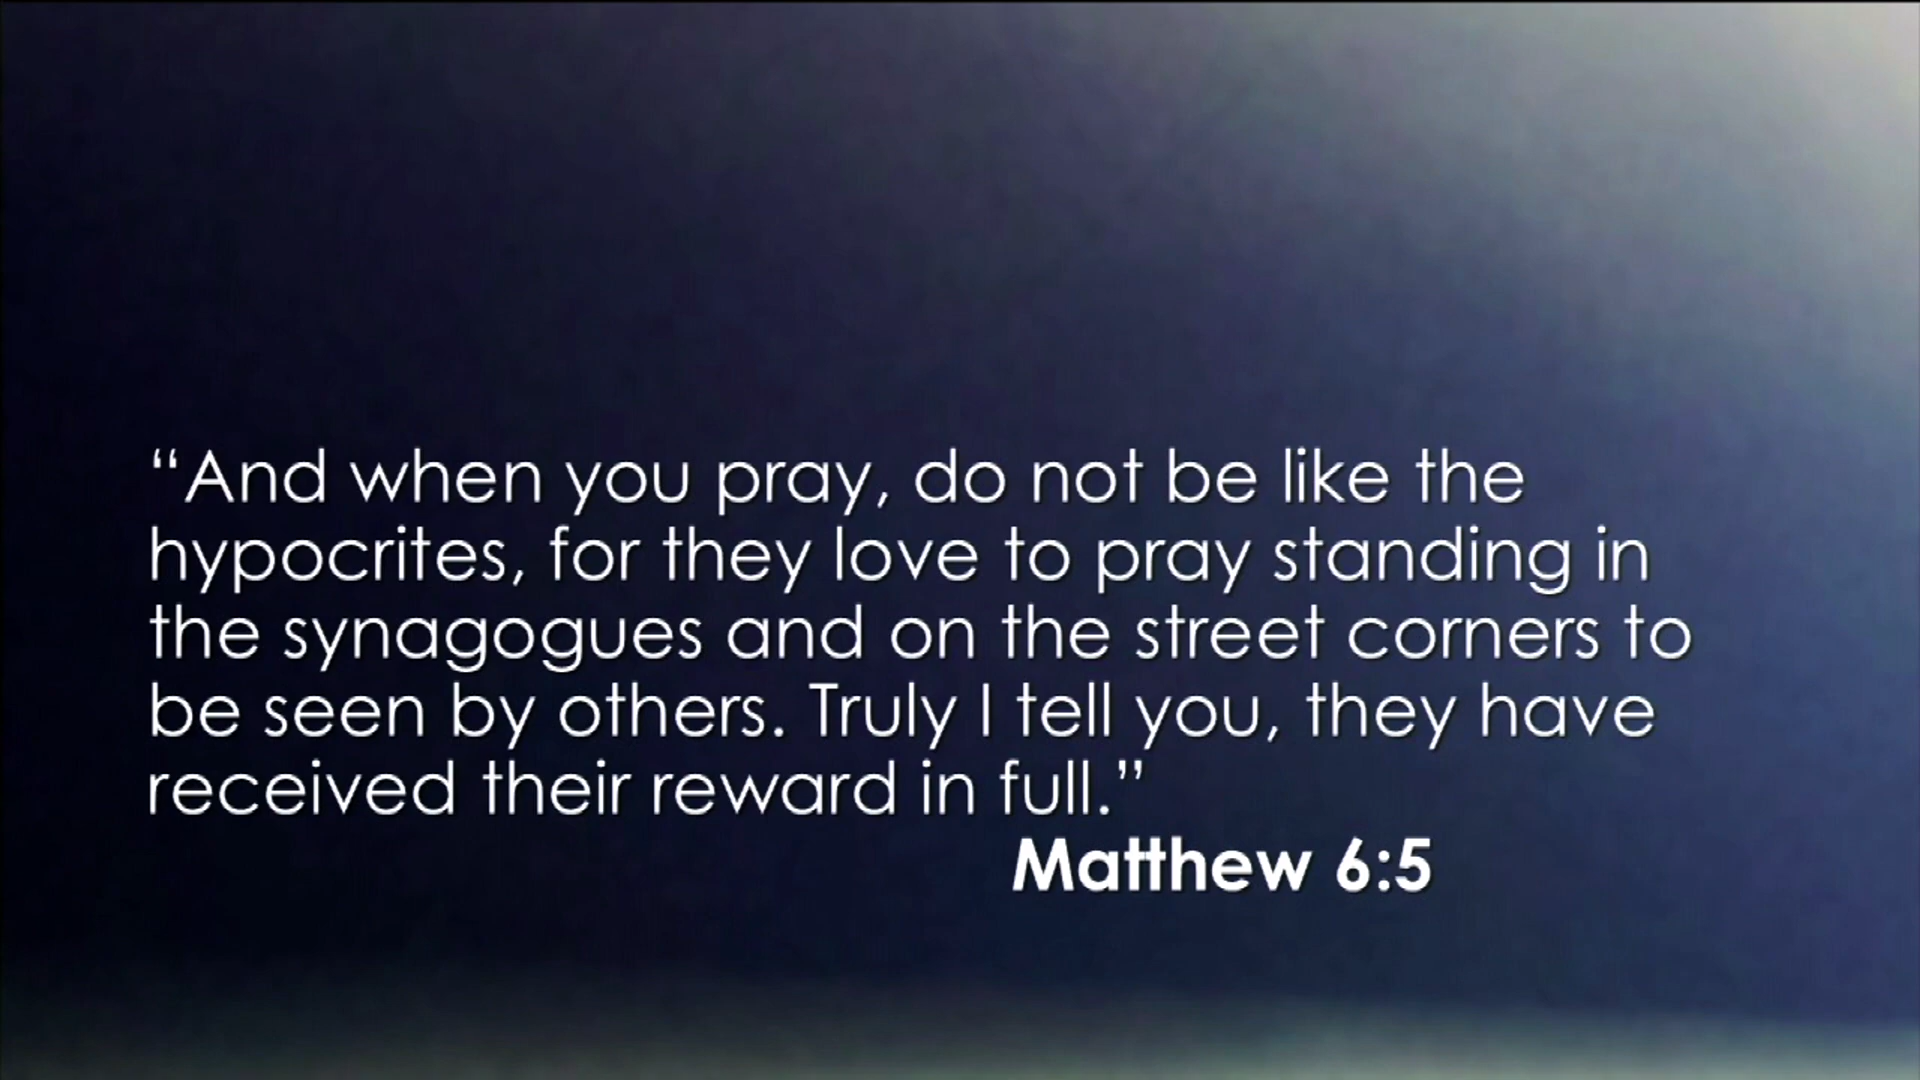 “And when you pray, do not be like the
hypocrites, for they love to pray standing in
the synagogues and on the street corners to
be seen by others. Truly I tell you, they have
received their reward in full.”
Matthew 6:5